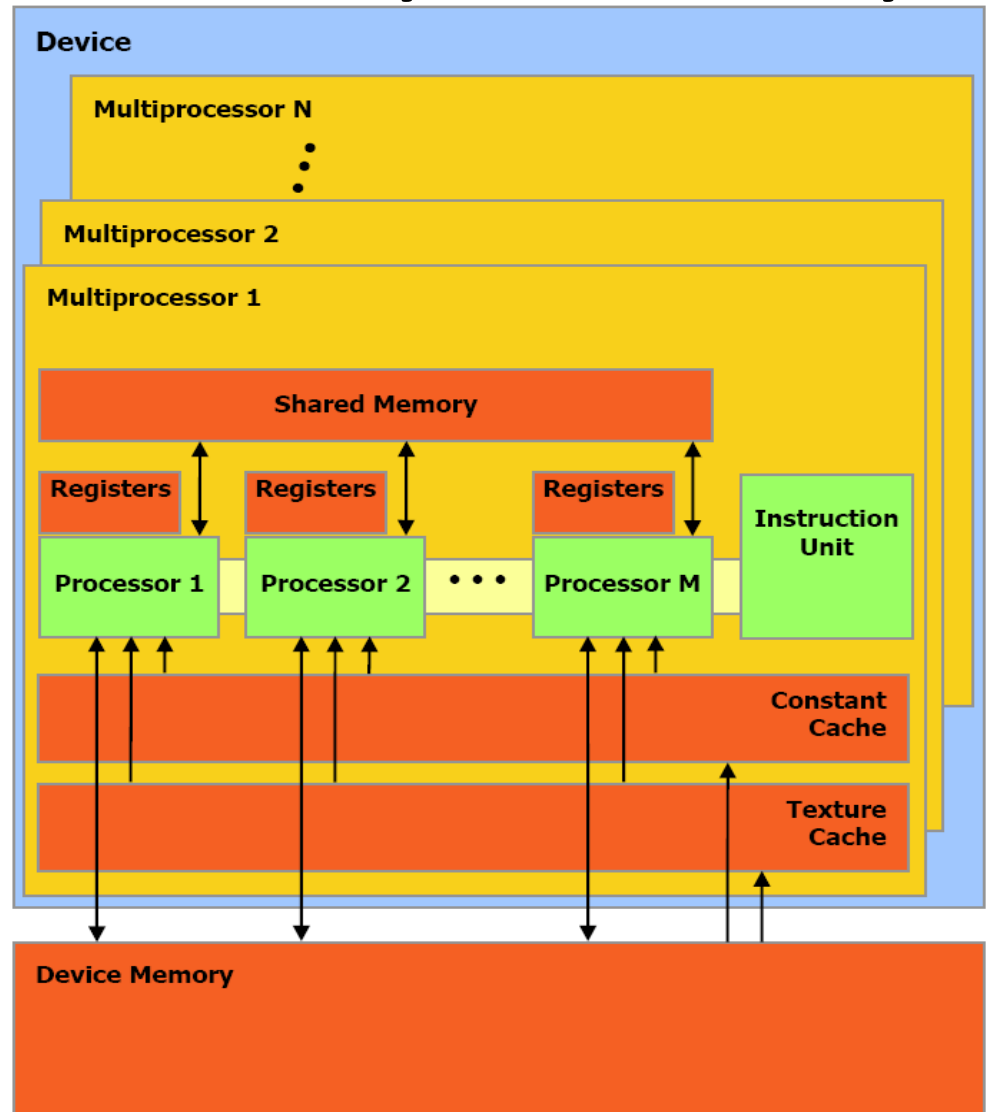 Device
Multiprocessor N
Multiprocessor 2
Multiprocessor 1
Shared Memory
Registers
Registers
Registers
Instruction
Unit
Processor 1
Processor 2
Processor M
Constant
Cache
Texture
Cache
Device Memory